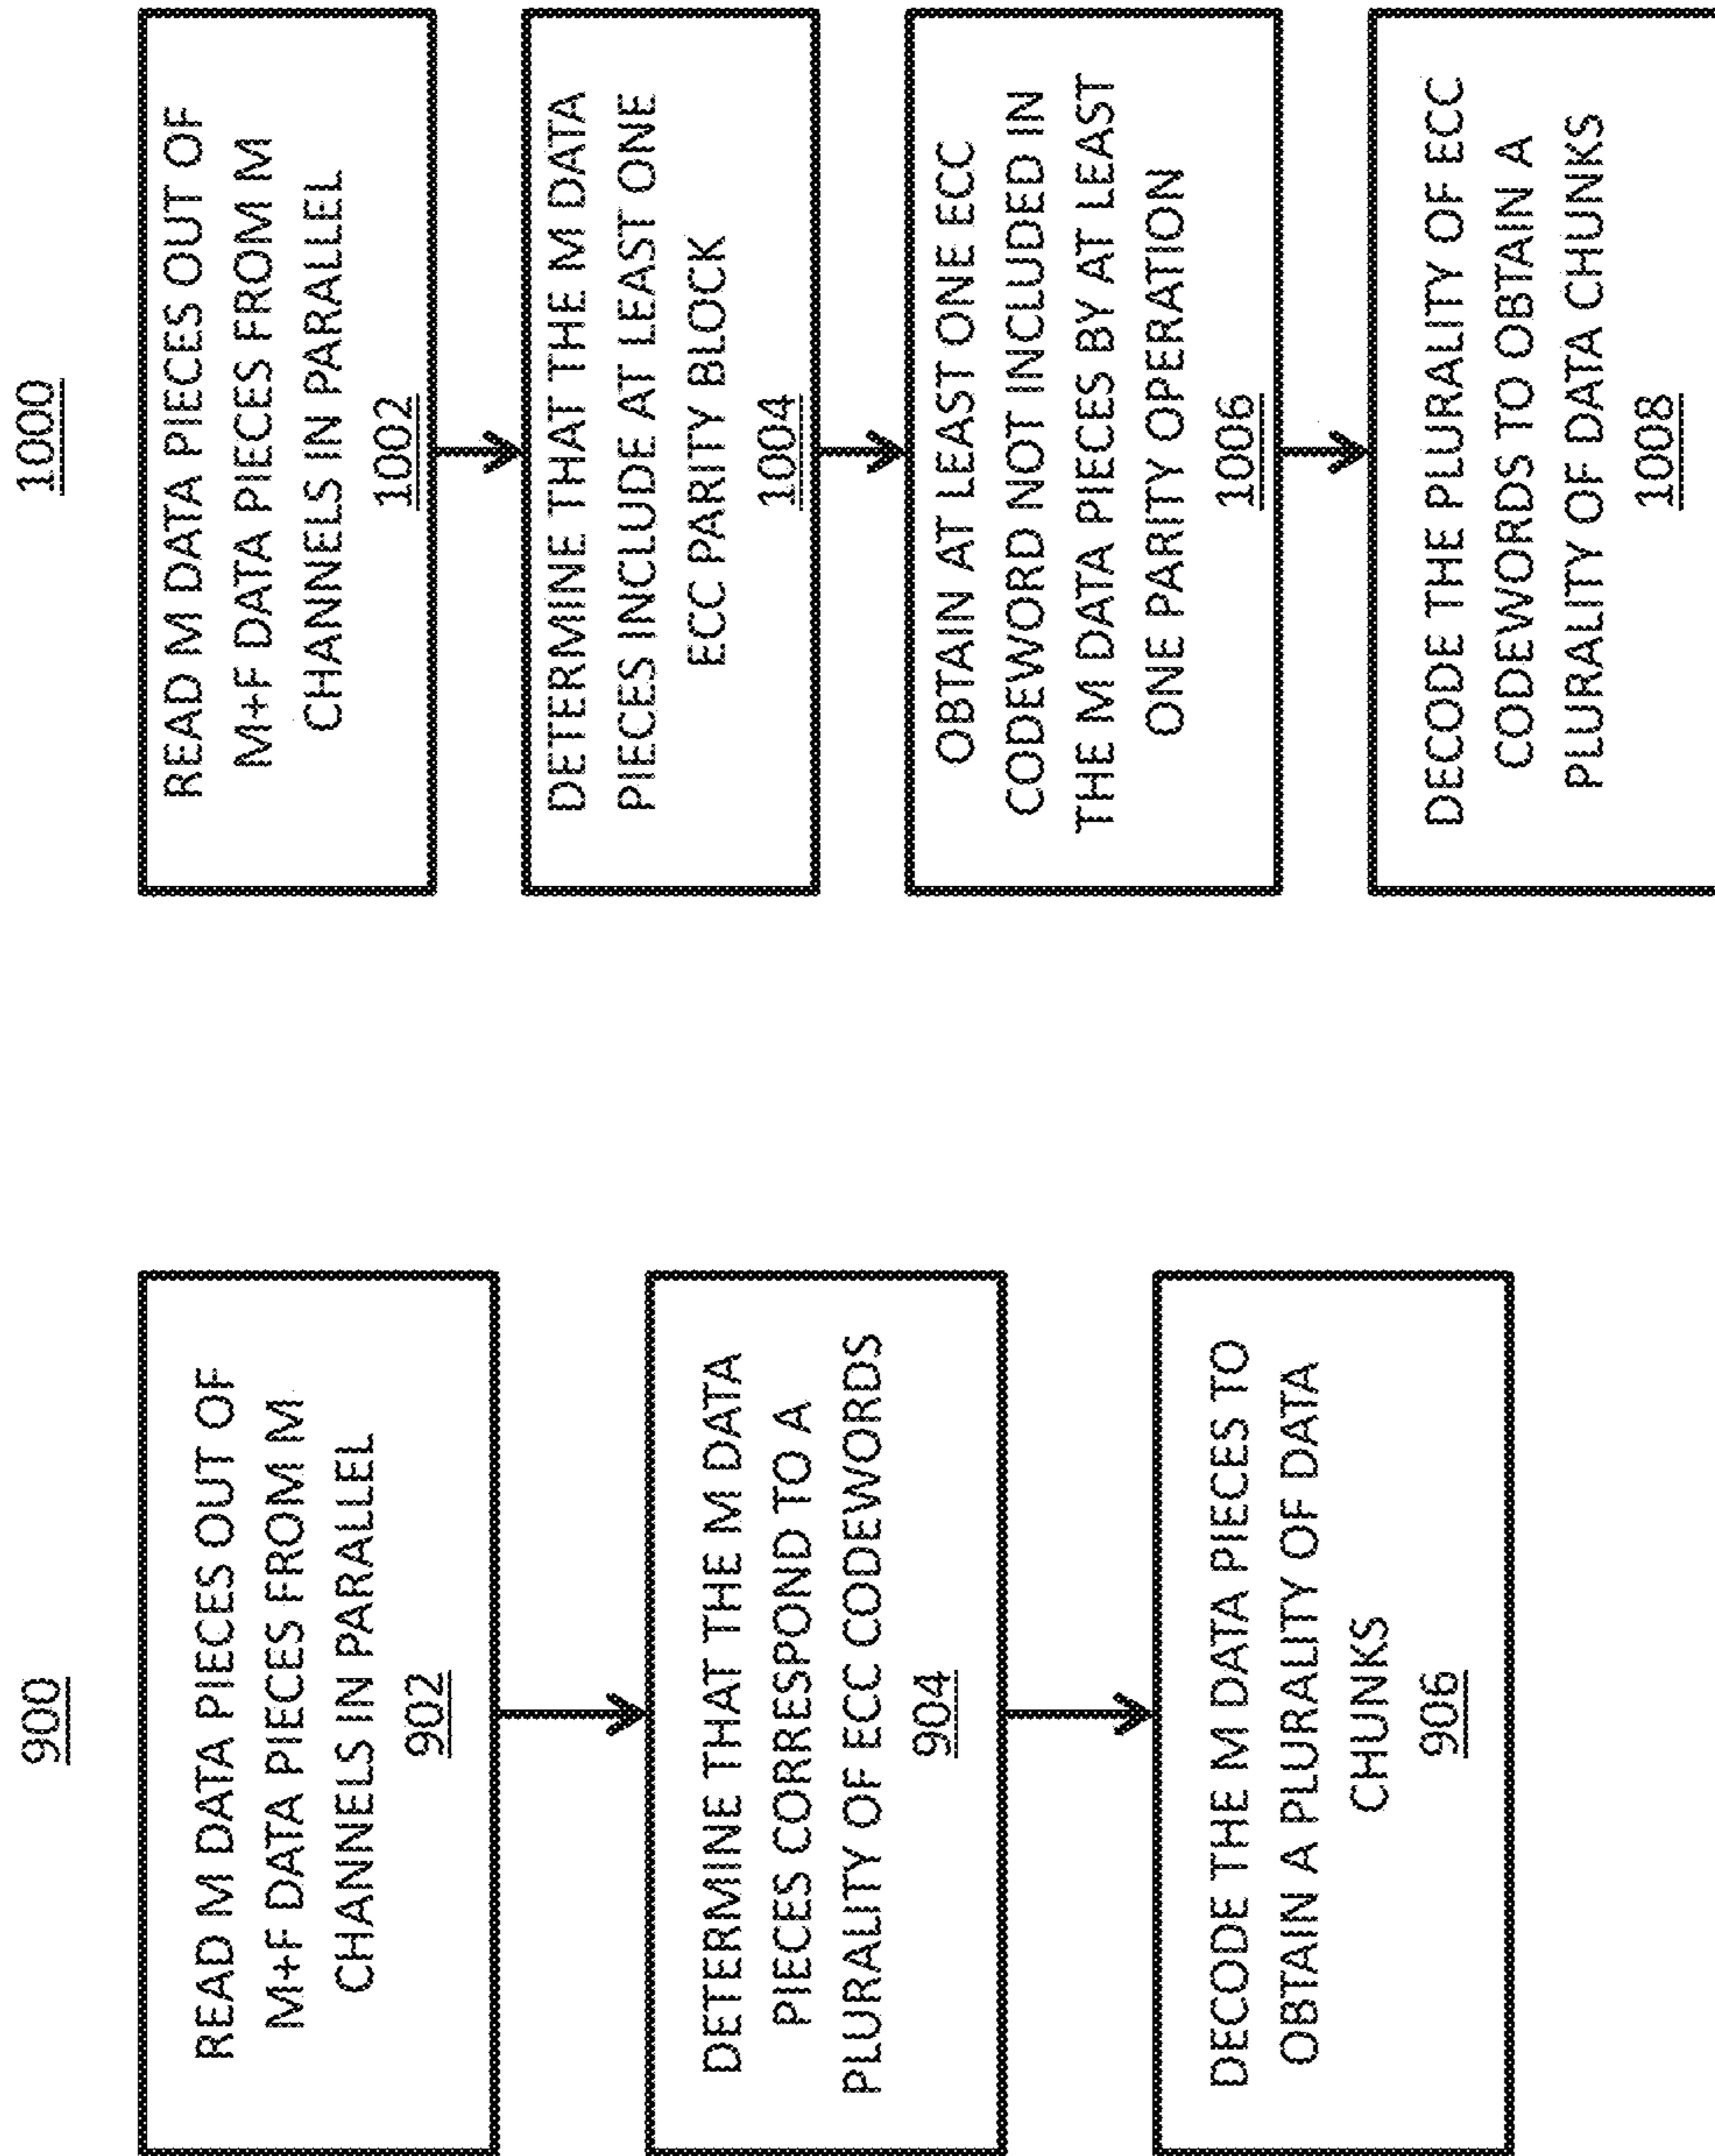 900
READ M DATA PIECES OUT OF
M+F DATA PIECES FROM M
CHANNELS IN PARALLEL
902
DETERMINE THAT THE M DATA
PIECES CORRESPOND TO A
PLURALITY OF ECC CODEWORDS
904
DECODE THE M DATA PIECES TO
OBTAIN A PLURALITY OF DATA
CHUNKS
906
1000
READ M DATA PIECES OUT OF
M+F DATA PIECES FROM M
CHANNELS IN PARALLEL
1002
DETERMINE THAT THE M DATA
PIECES INCLUDE AT LEAST ONE
ECC PARITY BLOCK
1004
OBTAIN AT LEAST ONE ECC
CODEWORD NOT INCLUDED IN
THE M DATA PIECES BY AT LEAST
ONE PARITY OPERATION
1006
DECODE THE PLURALITY OF ECC
CODEWORDS TO OBTAIN A
PLURALITY OF DATA CHUNKS
1008